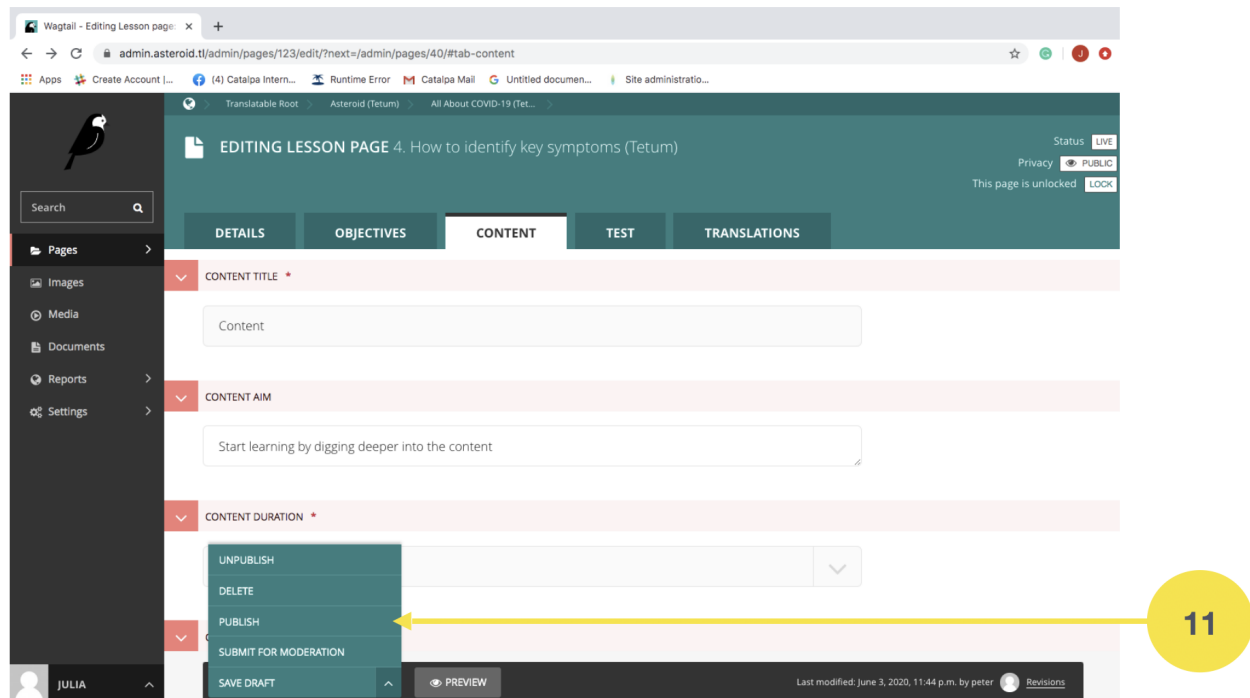 Wagtail - Editing Lesson page:
admin.asteroid.tl/admin/pages/123/edit/?next=/admin/pages/40/#tab-content
J
Apps Create Account |... (4) Catalpa Intern... Runtime Error Catalpa Mail Untitled documen... Site administratio...
Translatable Root Asteroid (Tetum) All About COVID-19 (Tet...
EDITING LESSON PAGE 4. How to identify key symptoms (Tetum)
Status LIVE
Privacy PUBLIC
This page is unlocked LOCK
Search
Pages
Images
Media
Documents
Reports
Settings
JULIA
DETAILS OBJECTIVES CONTENT TEST TRANSLATIONS
CONTENT TITLE *
Content
CONTENT AIM
Start learning by digging deeper into the content
CONTENT DURATION *
UNPUBLISH
DELETE
PUBLISH
SUBMIT FOR MODERATION
SAVE DRAFT
PREVIEW
Last modified: June 3, 2020, 11:44 p.m. by peter Revisions
11